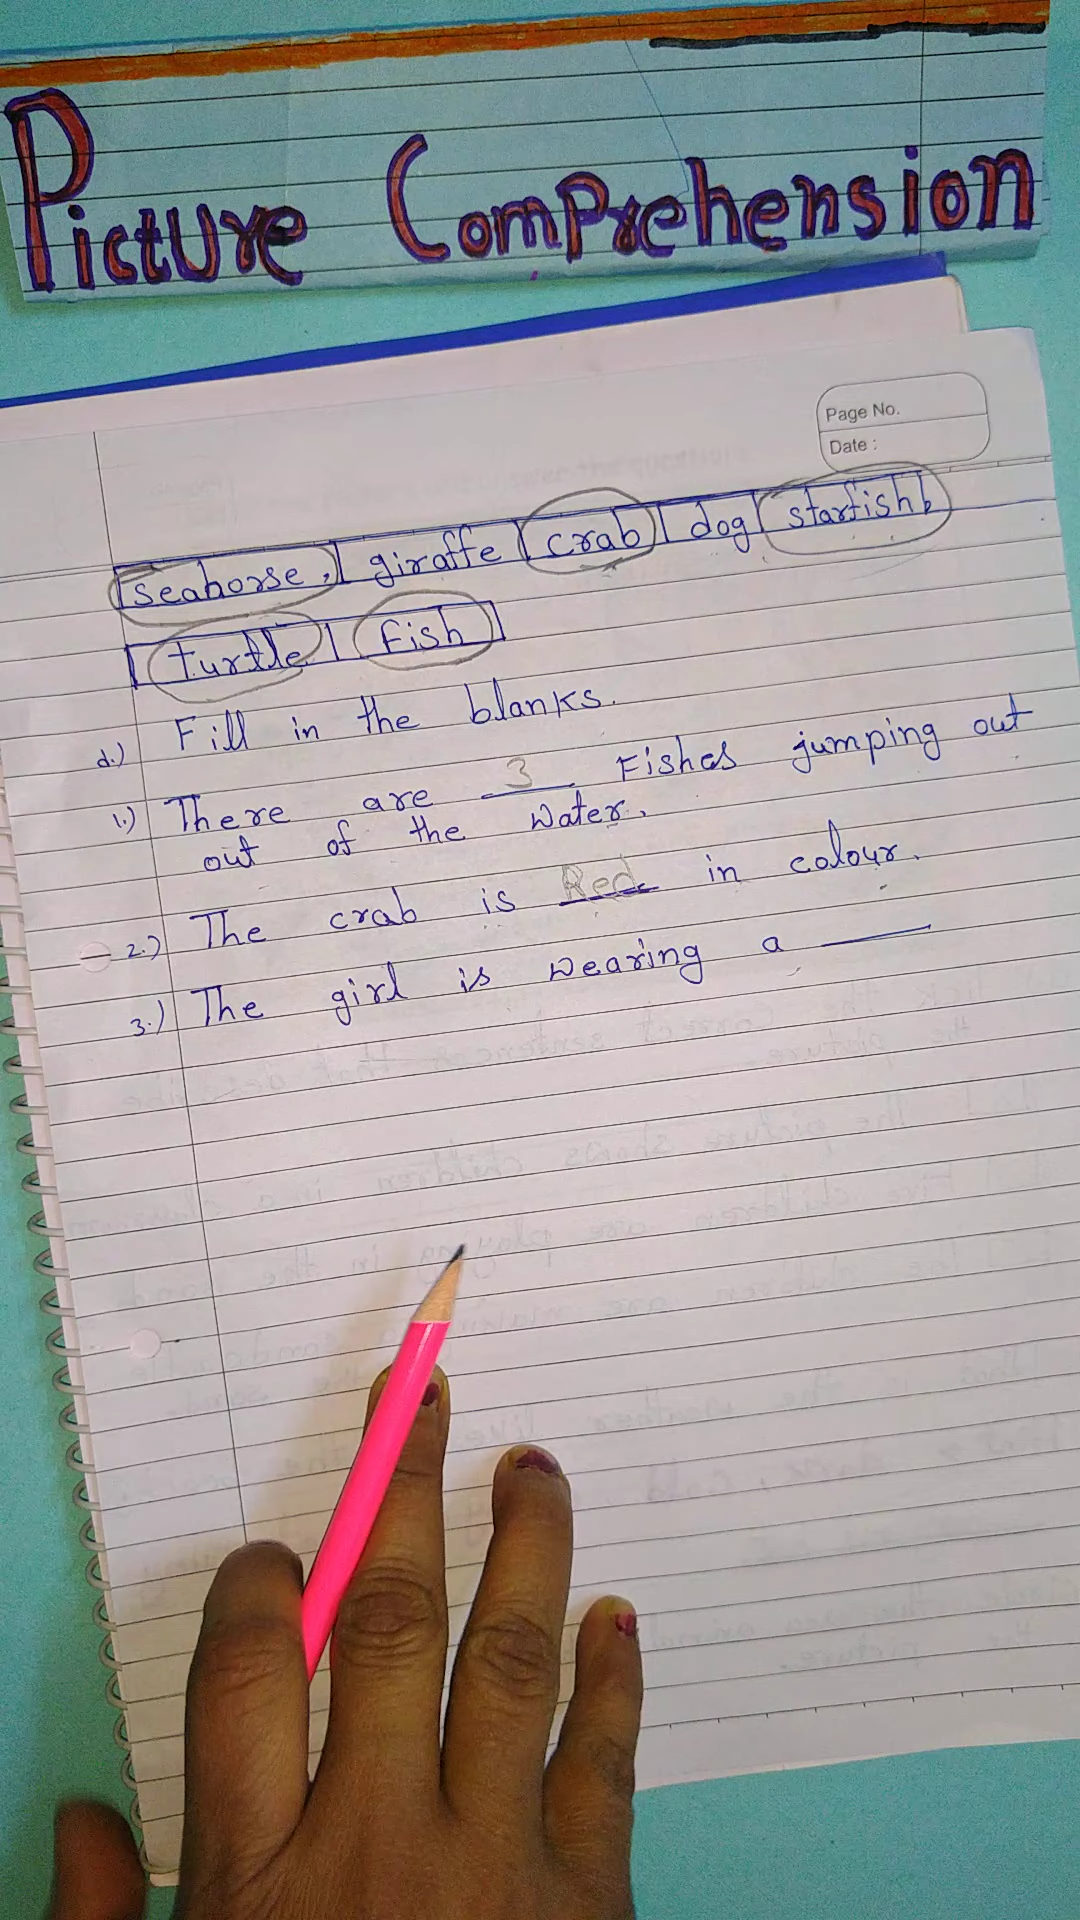 Picture Comprehension
Page No.
Date :
seahorse, giraffe crab dog starfish
turtle Fish
d.) Fill in the blanks.
1.) There are 3 Fishes jumping out
out of the water.
2.) The crab is Red in colour.
3.) The girl is wearing a